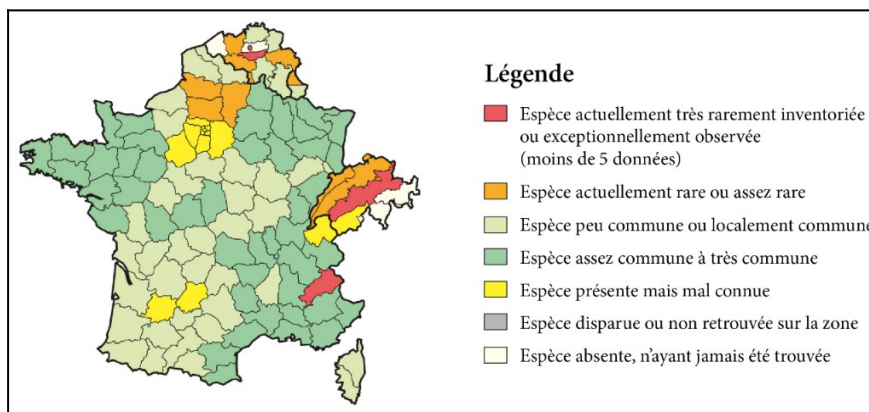 Légende
Espèce actuellement très rarement inventoriée
ou exceptionnellement observée
(moins de 5 données)
Espèce actuellement rare ou assez rare
Espèce peu commune ou localement commune
Espèce assez commune à très commune
Espèce présente mais mal connue
Espèce disparue ou non retrouvée sur la zone
Espèce absente, n'ayant jamais été trouvée